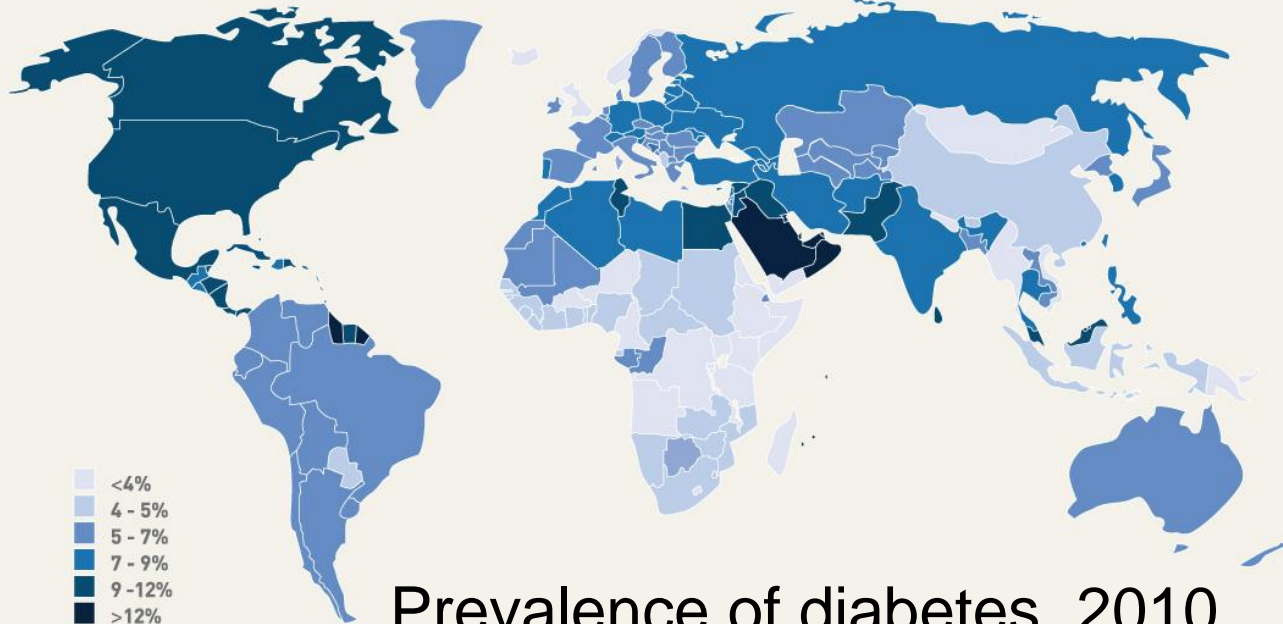 <4%
4 - 5%
5 - 7%
7 - 9%
9 -12%
>12%
Prevalence of diabetes, 2010